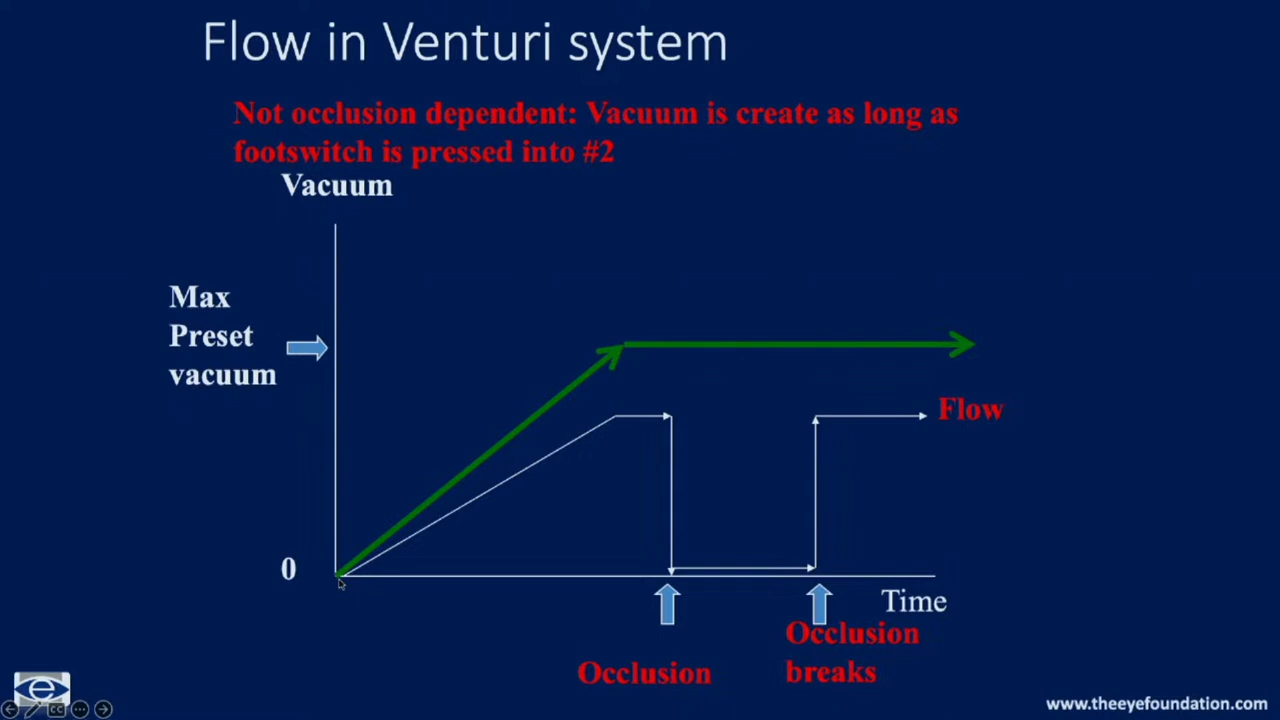 Flow in Venturi system
Not occlusion dependent: Vacuum is create as long as
footswitch is pressed into #2
Vacuum
Max
Preset
vacuum
Flow
0
Time
Occlusion
Occlusion
breaks
e
CC
www.theeyefoundation.com